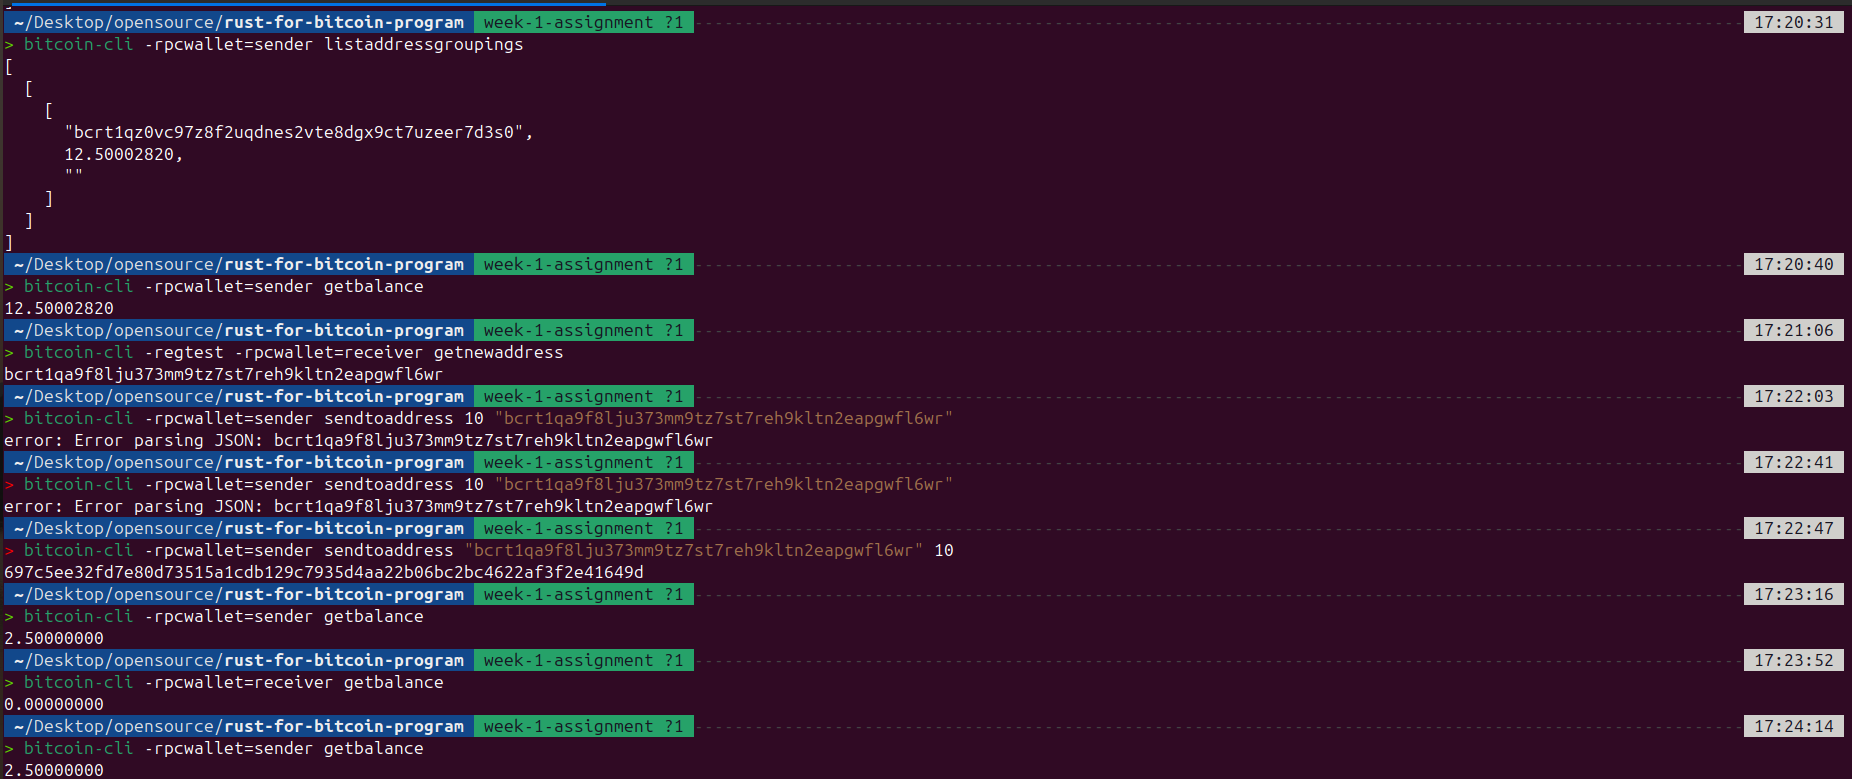 ~/Desktop/opensource/rust-for-bitcoin-program week-1-assignment ?1 17:20:31
> bitcoin-cli -rpcwallet=sender listaddressgroupings
[
  [
    [
      "bcrt1qz0vc97z8f2uqdnes2vte8dgx9ct7uzeer7d3s0",
      12.50002820,
      ""
    ]
  ]
]
~/Desktop/opensource/rust-for-bitcoin-program week-1-assignment ?1 17:20:40
> bitcoin-cli -rpcwallet=sender getbalance
12.50002820
~/Desktop/opensource/rust-for-bitcoin-program week-1-assignment ?1 17:21:06
> bitcoin-cli -regtest -rpcwallet=receiver getnewaddress
bcrt1qa9f8lju373mm9tz7st7reh9kltn2eapgwfl6wr
~/Desktop/opensource/rust-for-bitcoin-program week-1-assignment ?1 17:22:03
> bitcoin-cli -rpcwallet=sender sendtoaddress 10 "bcrt1qa9f8lju373mm9tz7st7reh9kltn2eapgwfl6wr"
error: Error parsing JSON: bcrt1qa9f8lju373mm9tz7st7reh9kltn2eapgwfl6wr
~/Desktop/opensource/rust-for-bitcoin-program week-1-assignment ?1 17:22:41
> bitcoin-cli -rpcwallet=sender sendtoaddress 10 "bcrt1qa9f8lju373mm9tz7st7reh9kltn2eapgwfl6wr"
error: Error parsing JSON: bcrt1qa9f8lju373mm9tz7st7reh9kltn2eapgwfl6wr
~/Desktop/opensource/rust-for-bitcoin-program week-1-assignment ?1 17:22:47
> bitcoin-cli -rpcwallet=sender sendtoaddress "bcrt1qa9f8lju373mm9tz7st7reh9kltn2eapgwfl6wr" 10
697c5ee32fd7e80d73515a1cdb129c7935d4aa22b06bc2bc4622af3f2e41649d
~/Desktop/opensource/rust-for-bitcoin-program week-1-assignment ?1 17:23:16
> bitcoin-cli -rpcwallet=sender getbalance
2.50000000
~/Desktop/opensource/rust-for-bitcoin-program week-1-assignment ?1 17:23:52
> bitcoin-cli -rpcwallet=receiver getbalance
0.00000000
~/Desktop/opensource/rust-for-bitcoin-program week-1-assignment ?1 17:24:14
> bitcoin-cli -rpcwallet=sender getbalance
2.50000000